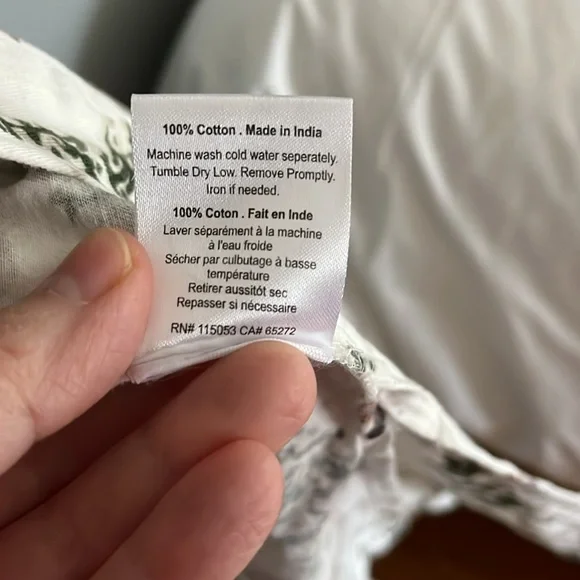 100% Cotton . Made in India
Machine wash cold water seperately.
Tumble Dry Low. Remove Promptly.
Iron if needed.
100% Coton . Fait en Inde
Laver séparément à la machine
à l'eau froide
Sécher par culbutage à basse
température
Retirer aussitôt sec
Repasser si nécessaire
RN# 115053 CA# 65272